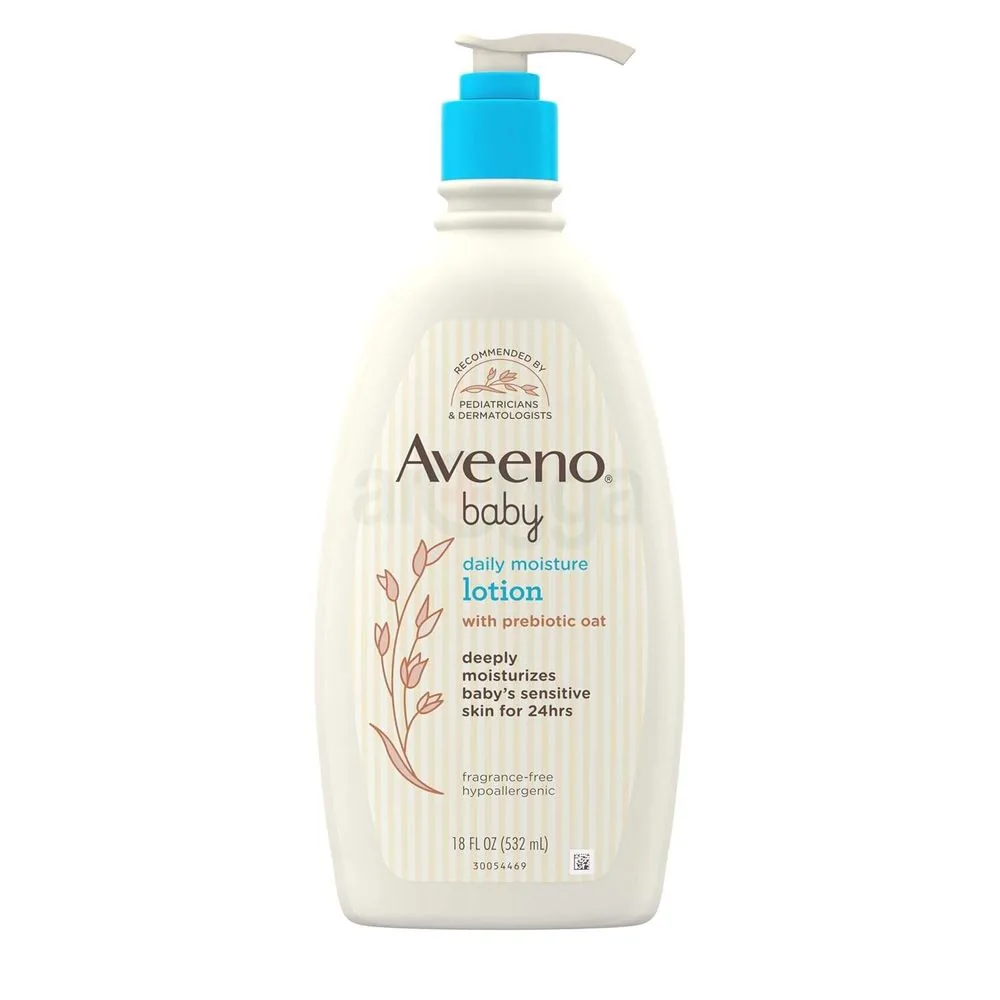 RECOMMENDED BY
PEDIATRICIANS
& DERMATOLOGISTS
Aveeno®
baby
daily moisture
lotion
with prebiotic oat
deeply
moisturizes
baby's sensitive
skin for 24hrs
fragrance-free
hypoallergenic
18 FL OZ (532 mL)
30054469